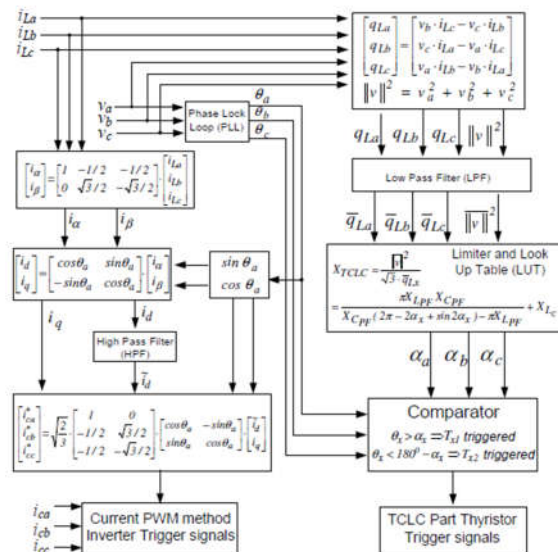 i_La
i_Lb
i_Lc
[q_La q_Lb q_Lc] = [v_b · i_Lc − v_c · i_Lb
v_c · i_La − v_a · i_Lc
v_a · i_Lb − v_b · i_La]
‖v‖² = v_a² + v_b² + v_c²
v_a
v_b
v_c
Phase Lock
Loop (PLL)
θ_a
θ_b
θ_c
q_La q_Lb q_Lc ‖v‖²
Low Pass Filter (LPF)
q̅_La q̅_Lb q̅_Lc ‖v‖̅²
[i_α i_β] = [1 −1/2 −1/2
0 √3/2 −√3/2] · [i_La i_Lb i_Lc]
i_α i_β
[i_d i_q] = [cosθ_a sinθ_a
−sinθ_a cosθ_a] · [i_α i_β]
sin θ_a
cos θ_a
Limiter and Look
Up Table (LUT)
X_TCLC = ‖v‖̅² / (√3 · q̅_Lx)
= πX_LPF X_CPF / (X_CPF (2π − 2α_x + sin 2α_x) − πX_LPF) + X_Lc
i_q i_d
High Pass Filter
(HPF)
ĩ_d
α_a α_b α_c
[i*_ca i*_cb i*_cc] = √(2/3) · [1 0
−1/2 √3/2
−1/2 −√3/2] · [cosθ_a −sinθ_a
sinθ_a cosθ_a] · [ĩ_d i_q]
Comparator
θ_x > α_x ⇒ T_x1 triggered
θ_x < 180⁰ − α_x ⇒ T_x2 triggered
i_ca
i_cb
i_cc
Current PWM method
Inverter Trigger signals
TCLC Part Thyristor
Trigger signals